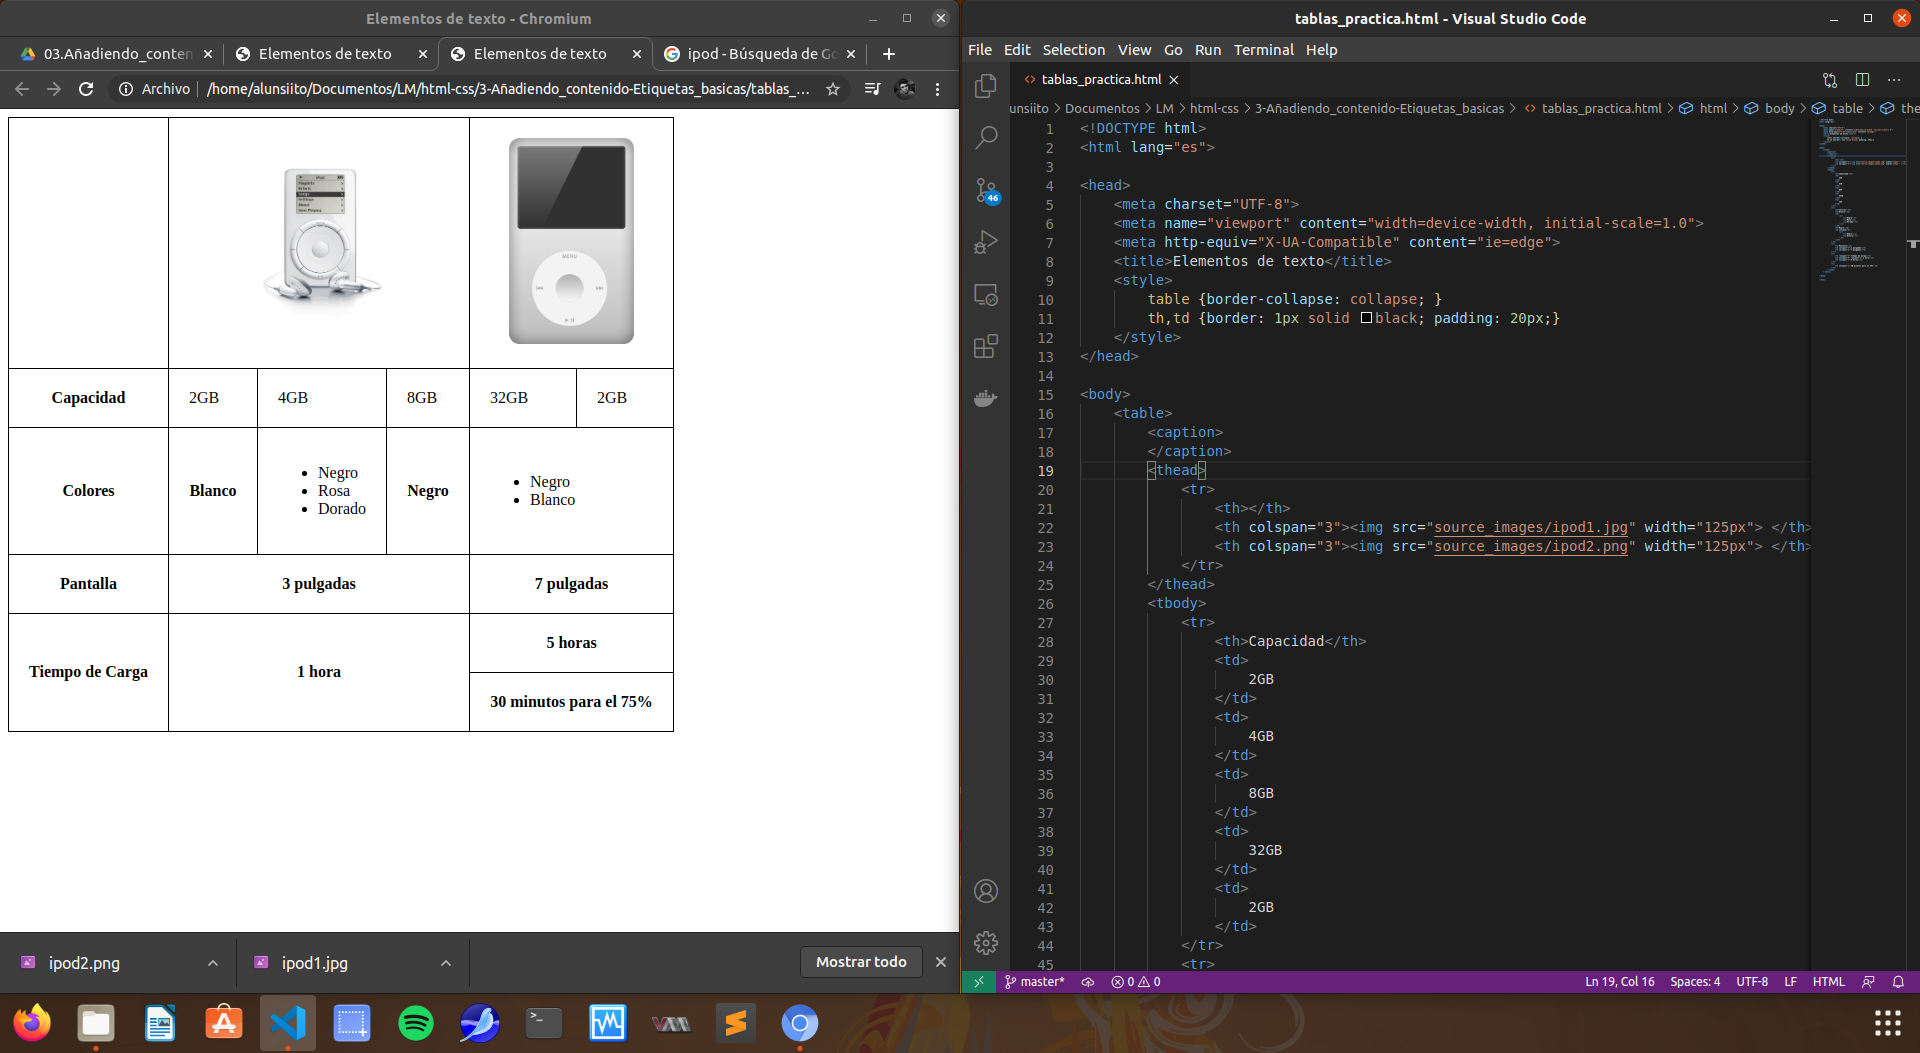 Elementos de texto - Chromium
03.Añadiendo_conten
Elementos de texto
Elementos de texto
ipod - Búsqueda de Go
Archivo
/home/alunsiito/Documentos/LM/html-css/3-Añadiendo_contenido-Etiquetas_basicas/tablas_...
MENU
Capacidad 2GB 4GB 8GB 32GB 2GB
Colores Blanco
Negro
Rosa
Dorado
Negro
Negro
Blanco
Pantalla 3 pulgadas 7 pulgadas
Tiempo de Carga 1 hora
5 horas
30 minutos para el 75%
ipod2.png
ipod1.jpg
Mostrar todo
tablas_practica.html - Visual Studio Code
File Edit Selection View Go Run Terminal Help
tablas_practica.html
unsiito > Documentos > LM > html-css > 3-Añadiendo_contenido-Etiquetas_basicas > tablas_practica.html > html > body > table > the
46
1 <!DOCTYPE html>
2 <html lang="es">
3
4 <head>
5 <meta charset="UTF-8">
6 <meta name="viewport" content="width=device-width, initial-scale=1.0">
7 <meta http-equiv="X-UA-Compatible" content="ie=edge">
8 <title>Elementos de texto</title>
9 <style>
10 table {border-collapse: collapse; }
11 th,td {border: 1px solid black; padding: 20px;}
12 </style>
13 </head>
14
15 <body>
16 <table>
17 <caption>
18 </caption>
19 <thead>
20 <tr>
21 <th></th>
22 <th colspan="3"><img src="source_images/ipod1.jpg" width="125px"> </th>
23 <th colspan="3"><img src="source_images/ipod2.png" width="125px"> </th>
24 </tr>
25 </thead>
26 <tbody>
27 <tr>
28 <th>Capacidad</th>
29 <td>
30 2GB
31 </td>
32 <td>
33 4GB
34 </td>
35 <td>
36 8GB
37 </td>
38 <td>
39 32GB
40 </td>
41 <td>
42 2GB
43 </td>
44 </tr>
45 <tr>
master* 0 0
Ln 19, Col 16 Spaces: 4 UTF-8 LF HTML